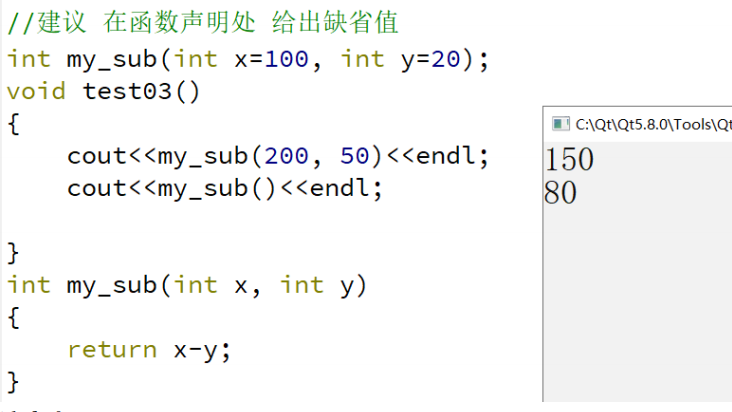 //建议 在函数声明处 给出缺省值
int my_sub(int x=100, int y=20);
void test03()
{
    cout<<my_sub(200, 50)<<endl;
    cout<<my_sub()<<endl;
}
int my_sub(int x, int y)
{
    return x-y;
}
C:\Qt\Qt5.8.0\Tools\Qt
150
80